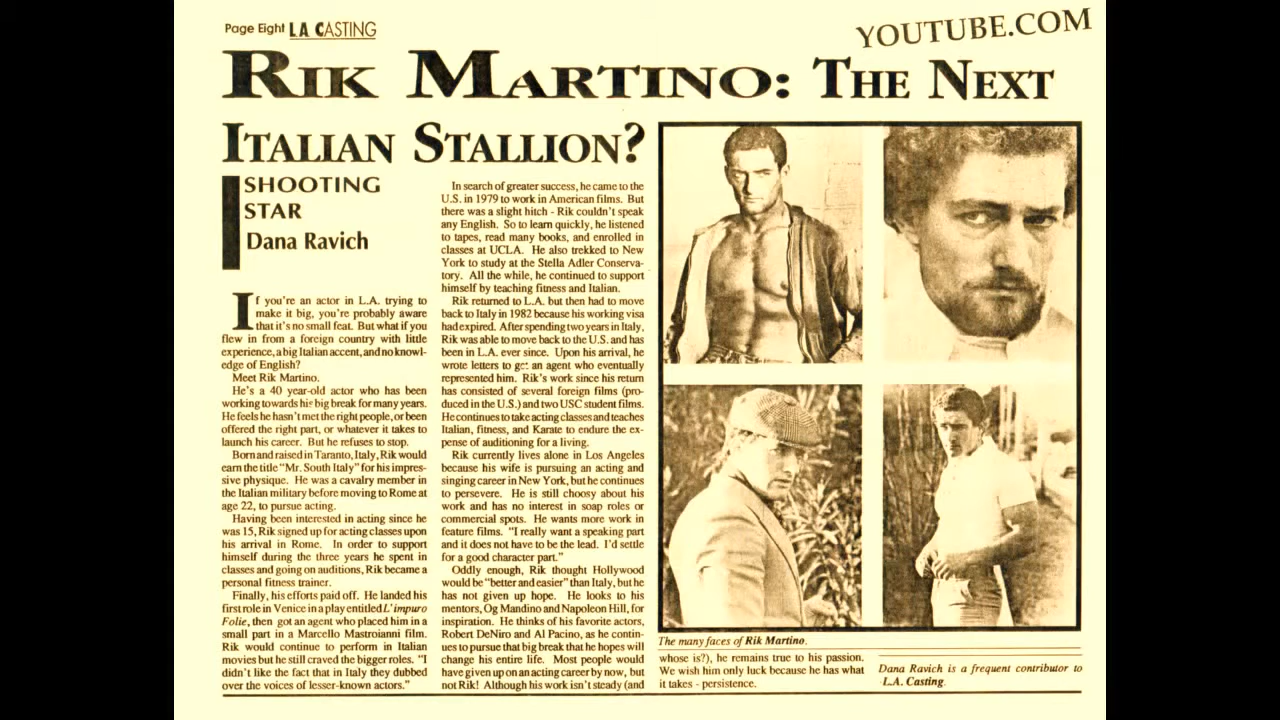 Page Eight LA CASTING
YOUTUBE.COM
RIK MARTINO: THE NEXT
ITALIAN STALLION?
SHOOTING
STAR
Dana Ravich
If you're an actor in L.A. trying to
make it big, you're probably aware
that it's no small feat. But what if you
flew in from a foreign country with little
experience, a big Italian accent, and no knowl-
edge of English?
Meet Rik Martino.
He's a 40 year-old actor who has been
working towards his big break for many years.
He feels he hasn't met the right people, or been
offered the right part, or whatever it takes to
launch his career. But he refuses to stop.
Born and raised in Taranto, Italy, Rik would
earn the title "Mr. South Italy" for his impres-
sive physique. He was a cavalry member in
the Italian military before moving to Rome at
age 22, to pursue acting.
Having been interested in acting since he
was 15, Rik signed up for acting classes upon
his arrival in Rome. In order to support
himself during the three years he spent in
classes and going on auditions, Rik became a
personal fitness trainer.
Finally, his efforts paid off. He landed his
first role in Venice in a play entitled L'impuro
Folie, then got an agent who placed him in a
small part in a Marcello Mastroianni film.
Rik would continue to perform in Italian
movies but he still craved the bigger roles. "I
didn't like the fact that in Italy they dubbed
over the voices of lesser-known actors."
In search of greater success, he came to the
U.S. in 1979 to work in American films. But
there was a slight hitch - Rik couldn't speak
any English. So to learn quickly, he listened
to tapes, read many books, and enrolled in
classes at UCLA. He also trekked to New
York to study at the Stella Adler Conserva-
tory. All the while, he continued to support
himself by teaching fitness and Italian.
Rik returned to L.A. but then had to move
back to Italy in 1982 because his working visa
had expired. After spending two years in Italy,
Rik was able to move back to the U.S. and has
been in L.A. ever since. Upon his arrival, he
wrote letters to get an agent who eventually
represented him. Rik's work since his return
has consisted of several foreign films (pro-
duced in the U.S.) and two USC student films.
He continues to take acting classes and teaches
Italian, fitness, and Karate to endure the ex-
pense of auditioning for a living.
Rik currently lives alone in Los Angeles
because his wife is pursuing an acting and
singing career in New York, but he continues
to persevere. He is still choosy about his
work and has no interest in soap roles or
commercial spots. He wants more work in
feature films. "I really want a speaking part
and it does not have to be the lead. I'd settle
for a good character part."
Oddly enough, Rik thought Hollywood
would be "better and easier" than Italy, but he
has not given up hope. He looks to his
mentors, Og Mandino and Napoleon Hill, for
inspiration. He thinks of his favorite actors,
Robert DeNiro and Al Pacino, as he contin-
ues to pursue that big break that he hopes will
change his entire life. Most people would
have given up on an acting career by now, but
not Rik! Although his work isn't steady (and
The many faces of Rik Martino.
whose is?), he remains true to his passion.
We wish him only luck because he has what
it takes - persistence.
Dana Ravich is a frequent contributor to
L.A. Casting.